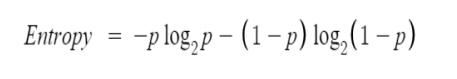 Entropy = -p log₂p - (1-p) log₂(1-p)